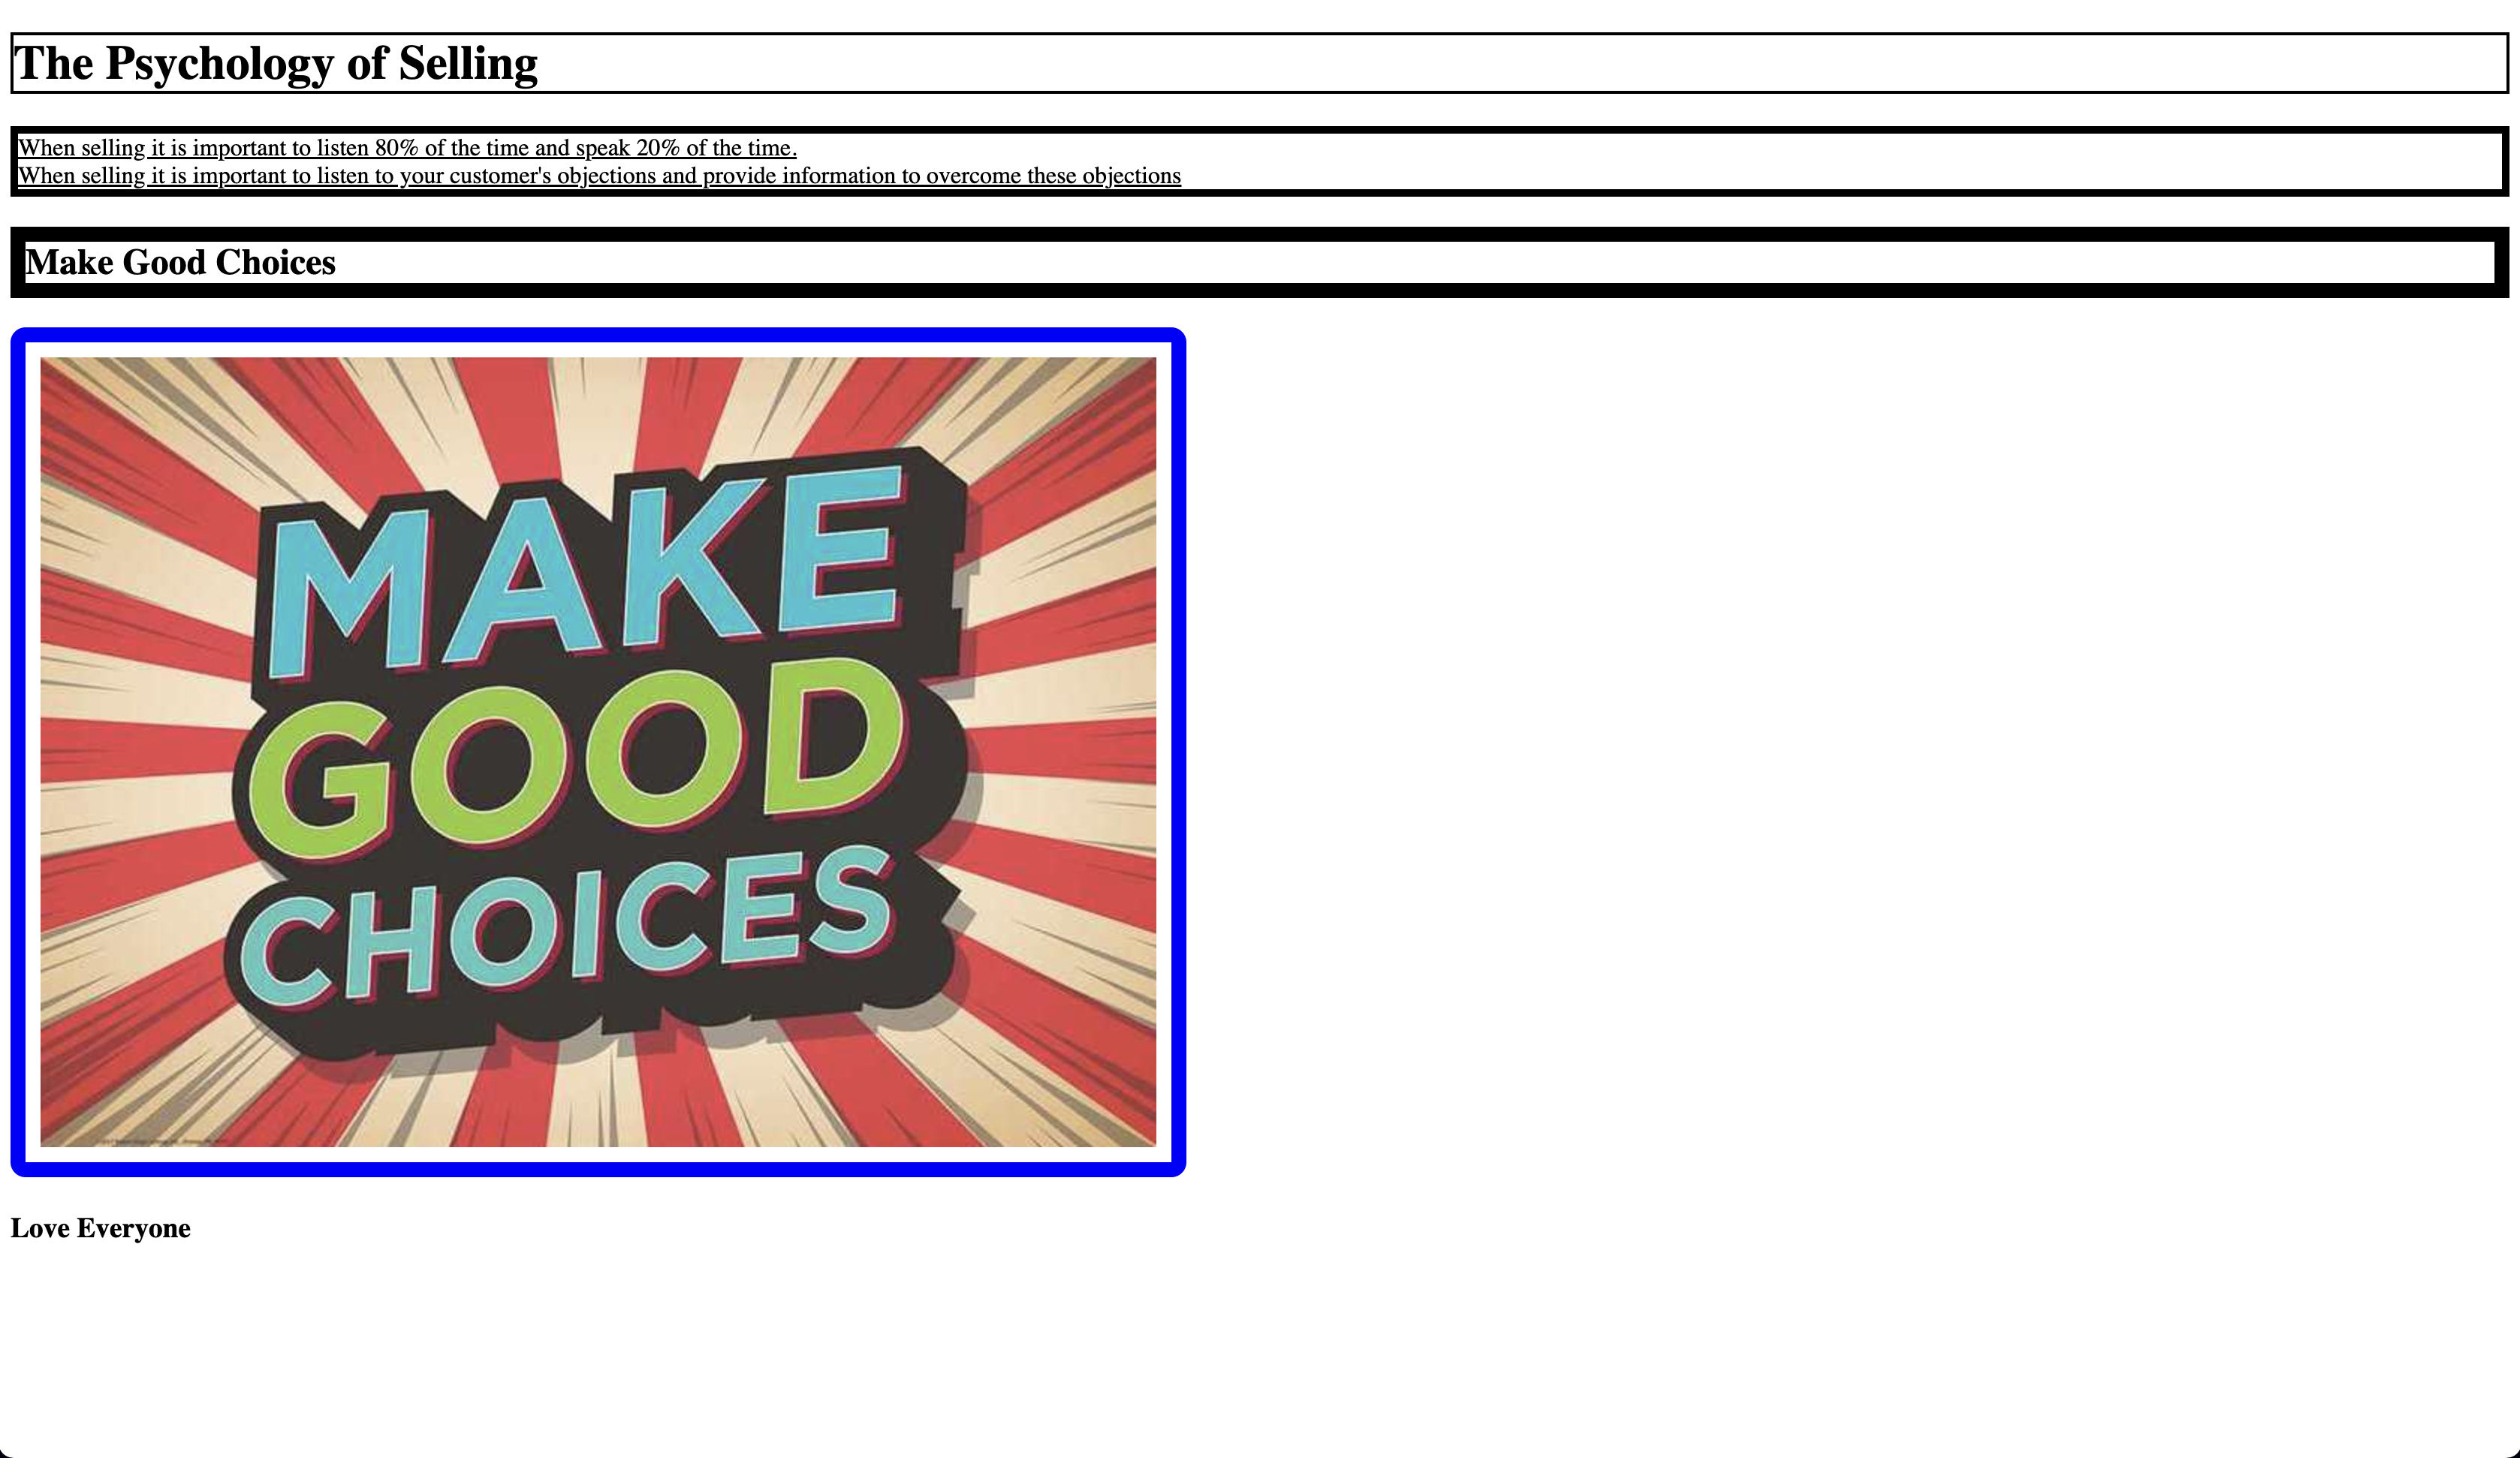 The Psychology of Selling
When selling it is important to listen 80% of the time and speak 20% of the time.
When selling it is important to listen to your customer's objections and provide information to overcome these objections
Make Good Choices
MAKE
GOOD
CHOICES
Love Everyone